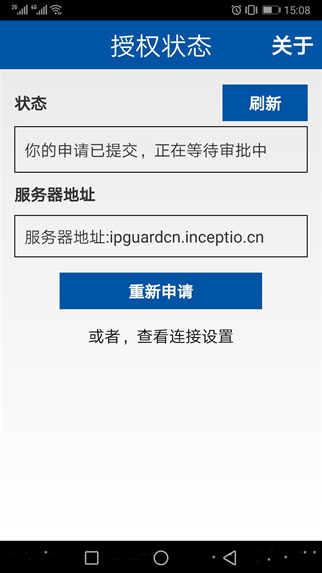 2G 4G 15:08
授权状态 关于
状态 刷新
你的申请已提交，正在等待审批中
服务器地址
服务器地址:ipguardcn.inceptio.cn
重新申请
或者，查看连接设置